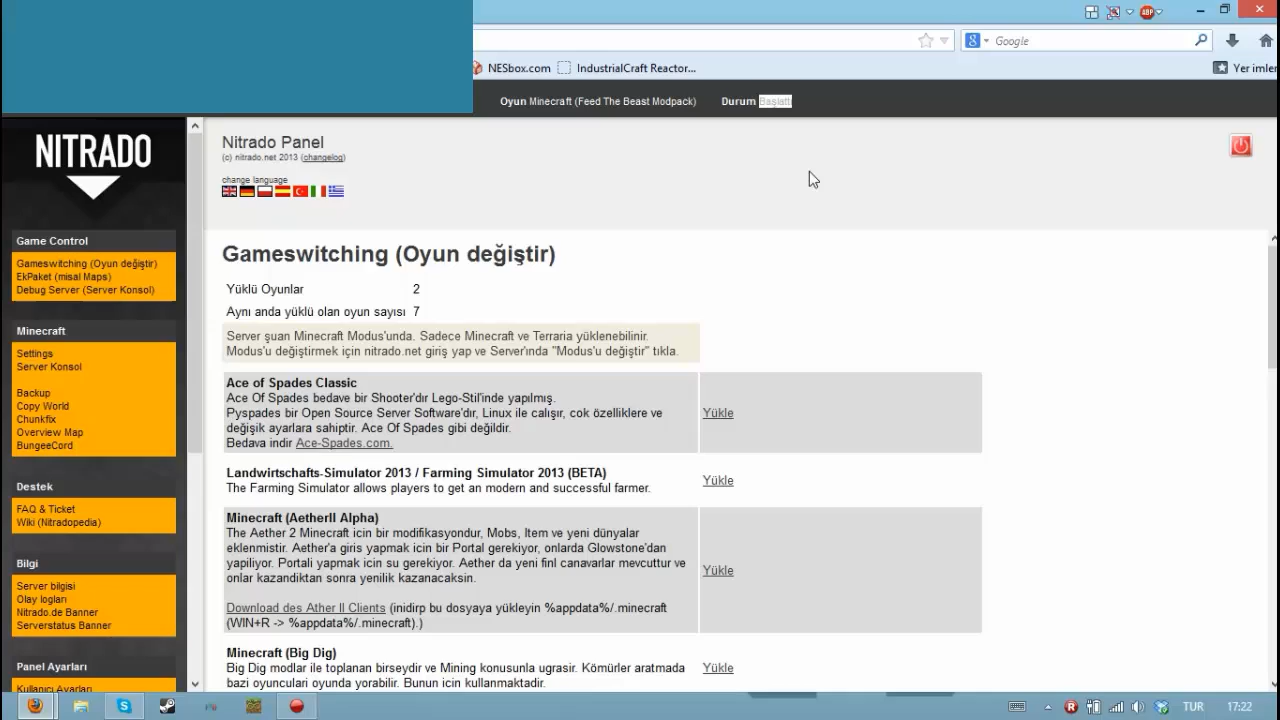 Google
NESbox.com
IndustrialCraft Reactor...
Yer imleri
Oyun Minecraft (Feed The Beast Modpack)
Durum Başlattı
NITRADO
Nitrado Panel
(c) nitrado.net 2013 (changelog)
change language
Game Control
Gameswitching (Oyun değiştir)
EkPaket (misal Maps)
Debug Server (Server Konsol)
Minecraft
Settings
Server Konsol
Backup
Copy World
Chunkfix
Overview Map
BungeeCord
Destek
FAQ & Ticket
Wiki (Nitradopedia)
Bilgi
Server bilgisi
Olay logları
Nitrado.de Banner
Serverstatus Banner
Panel Ayarları
Kullanıcı Ayarları
Gameswitching (Oyun değiştir)
Yüklü Oyunlar 2
Aynı anda yüklü olan oyun sayısı 7
Server şuan Minecraft Modus'unda. Sadece Minecraft ve Terraria yüklenebilinir.
Modus'u değiştirmek için nitrado.net giriş yap ve Server'ında "Modus'u değiştir" tıkla.
Ace of Spades Classic
Ace Of Spades bedave bir Shooter'dır Lego-Stil'inde yapılmış.
Pyspades bir Open Source Server Software'dır, Linux ile calışır, cok özelliklere ve
değişik ayarlara sahiptir. Ace Of Spades gibi değildir.
Bedava indir Ace-Spades.com.
Yükle
Landwirtschafts-Simulator 2013 / Farming Simulator 2013 (BETA)
The Farming Simulator allows players to get an modern and successful farmer.
Yükle
Minecraft (AetherII Alpha)
The Aether 2 Minecraft icin bir modifikasyondur, Mobs, Item ve yeni dünyalar
eklenmistir. Aether'a giris yapmak icin bir Portal gerekiyor, onlarda Glowstone'dan
yapiliyor. Portali yapmak icin su gerekiyor. Aether da yeni finl canavarlar mevcuttur ve
onlar kazandiktan sonra yenilik kazanacaksin.
Download des Ather II Clients (inidirp bu dosyaya yükleyin %appdata%/.minecraft
(WIN+R -> %appdata%/.minecraft).)
Yükle
Minecraft (Big Dig)
Big Dig modlar ile toplanan birseydir ve Mining konusunla ugrasir. Kömürler aratmada
bazi oyunculari oyunda yorabilir. Bunun icin kullanmaktadir.
Yükle
TUR
17:22